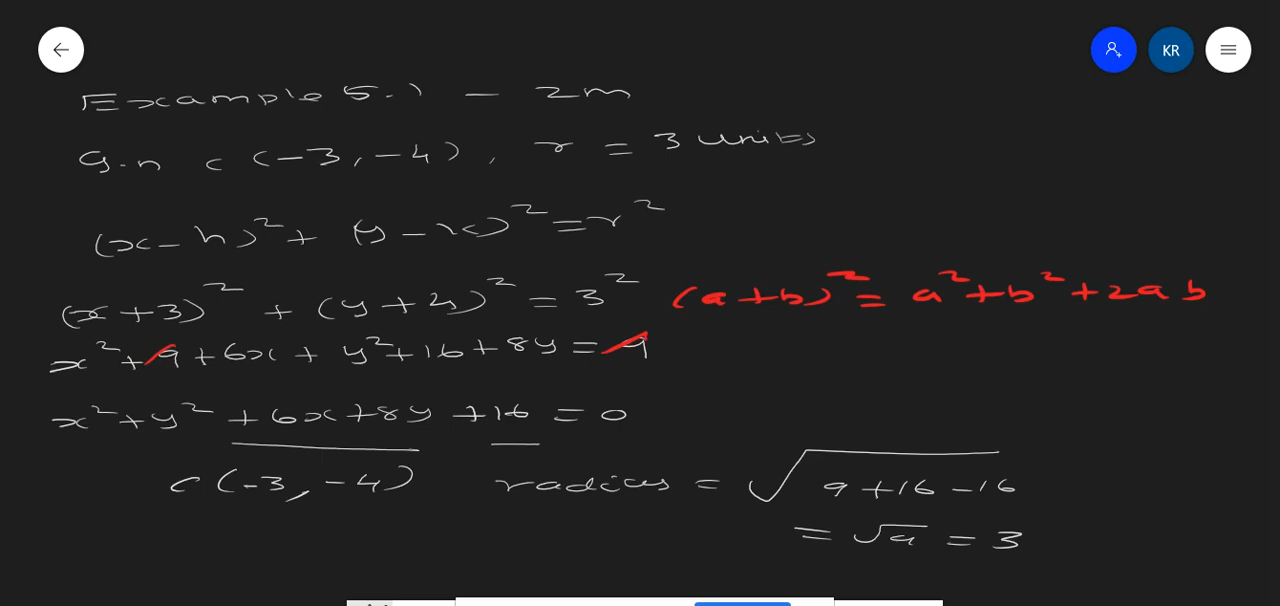 KR
Example 5.1 - 2m
G.n C (-3, -4), r = 3 units
(x - h)² + (y - k)² = r²
(x + 3)² + (y + 4)² = 3² (a + b)² = a² + b² + 2ab
x² + 9 + 6x + y² + 16 + 8y = 9
x² + y² + 6x + 8y + 16 = 0
C (-3, -4) radius = √9 + 16 - 16
= √9 = 3